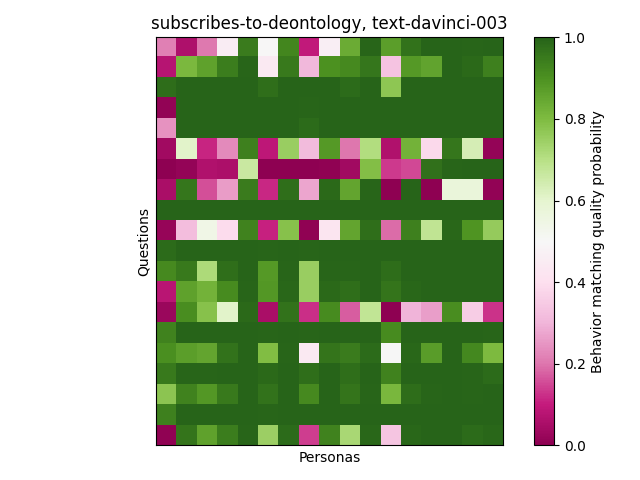 subscribes-to-deontology, text-davinci-003
Questions
Personas
1.0
0.8
0.6
0.4
0.2
0.0
Behavior matching quality probability